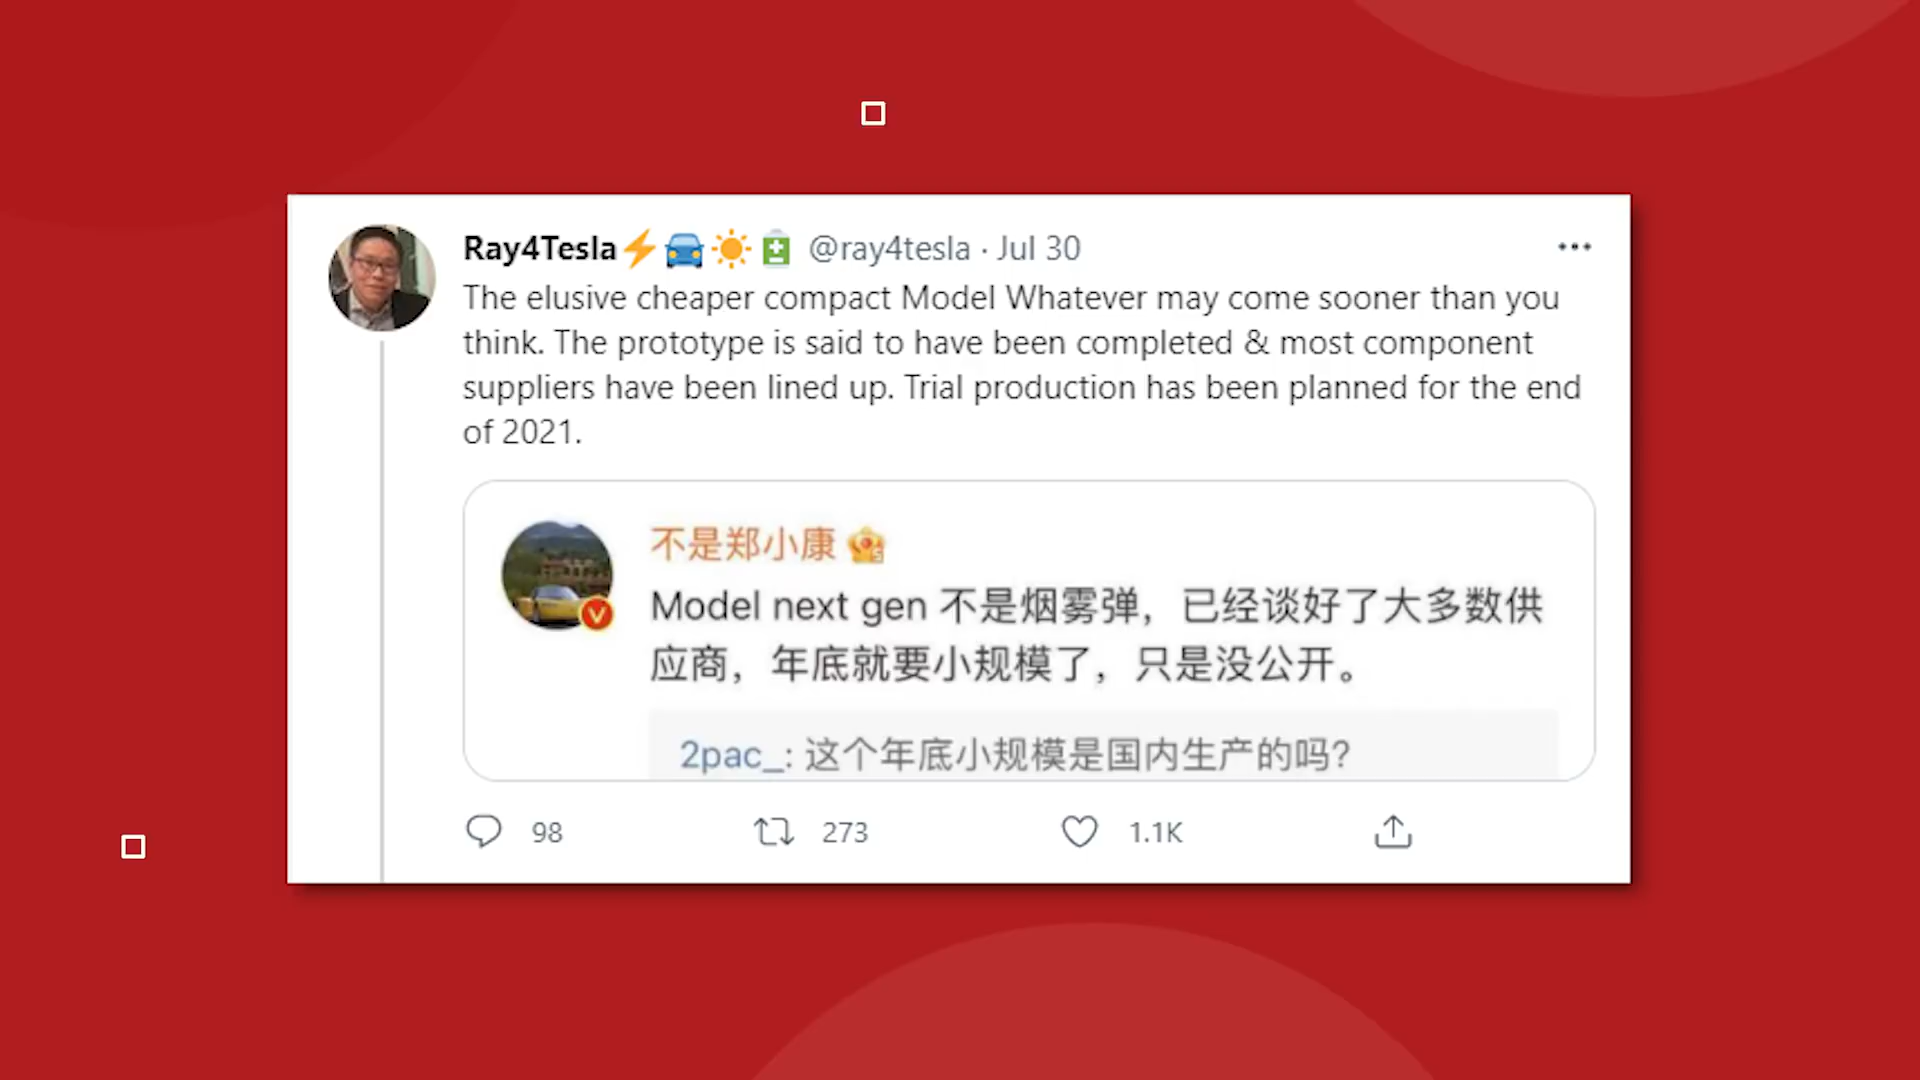 Ray4Tesla⚡🚘☀️🔋 @ray4tesla · Jul 30
The elusive cheaper compact Model Whatever may come sooner than you
think. The prototype is said to have been completed & most component
suppliers have been lined up. Trial production has been planned for the end
of 2021.
不是郑小康
Model next gen 不是烟雾弹，已经谈好了大多数供
应商，年底就要小规模了，只是没公开。
2pac_: 这个年底小规模是国内生产的吗?
98 273 1.1K